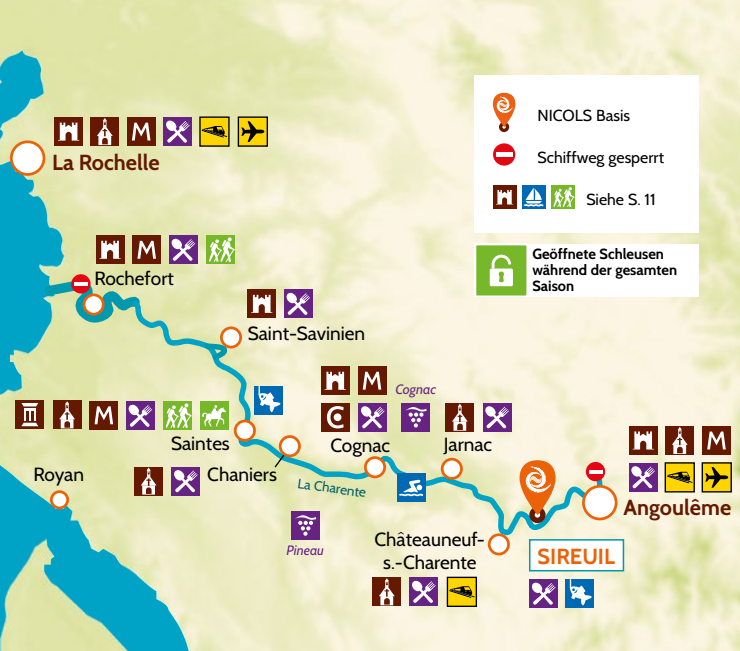 NICOLS Basis
Schiffweg gesperrt
Siehe S. 11
Geöffnete Schleusen
während der gesamten
Saison
M
La Rochelle
M
Rochefort
Saint-Savinien
M
Cognac
M
Saintes
Cognac
Jarnac
Chaniers
Royan
La Charente
M
Angoulême
Pineau
Châteauneuf-
s.-Charente
SIREUIL